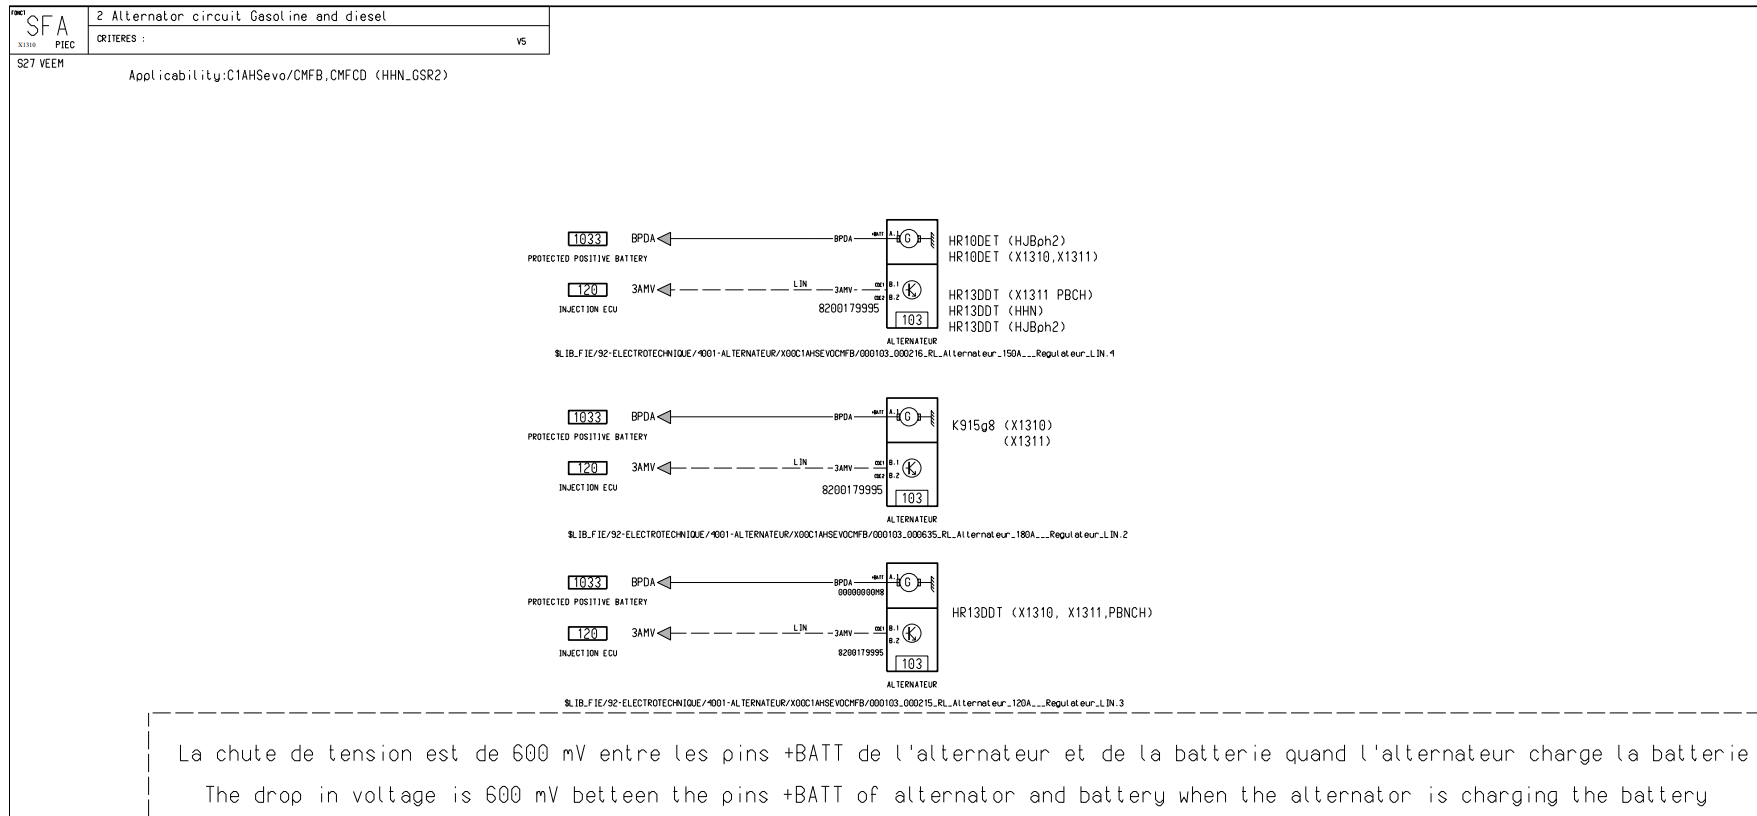 FONCT
SFA
X1310 PIEC
2 Alternator circuit Gasoline and diesel
CRITERES : V5
S27 VEEM
Applicability:C1AHSevo/CMFB,CMFCD (HHN_GSR2)
1033 BPDA BPDA +BATT A.1 G
PROTECTED POSITIVE BATTERY
HR10DET (HJBph2)
HR10DET (X1310,X1311)
120 3AMV LIN 3AMV COE1 B.1
COE2 B.2
INJECTION ECU
8200179995
103
HR13DDT (X1311 PBCH)
HR13DDT (HHN)
HR13DDT (HJBph2)
ALTERNATEUR
$LIB_FIE/92-ELECTROTECHNIQUE/4001-ALTERNATEUR/X00C1AHSEVOCMFB/000103_000216_RL_Alternateur_150A___Regulateur_LIN.4
1033 BPDA BPDA +BATT A.1 G
PROTECTED POSITIVE BATTERY
K915g8 (X1310)
(X1311)
120 3AMV LIN 3AMV COE1 B.1
COE2 B.2
INJECTION ECU
8200179995
103
ALTERNATEUR
$LIB_FIE/92-ELECTROTECHNIQUE/4001-ALTERNATEUR/X00C1AHSEVOCMFB/000103_000635_RL_Alternateur_180A___Regulateur_LIN.2
1033 BPDA BPDA +BATT A.1 G
00000000M8
PROTECTED POSITIVE BATTERY
HR13DDT (X1310, X1311,PBNCH)
120 3AMV LIN 3AMV COE1 B.1
B.2
INJECTION ECU
8200179995
103
ALTERNATEUR
$LIB_FIE/92-ELECTROTECHNIQUE/4001-ALTERNATEUR/X00C1AHSEVOCMFB/000103_000215_RL_Alternateur_120A___Regulateur_LIN.3
La chute de tension est de 600 mV entre les pins +BATT de l'alternateur et de la batterie quand l'alternateur charge la batterie
The drop in voltage is 600 mV betteen the pins +BATT of alternator and battery when the alternator is charging the battery